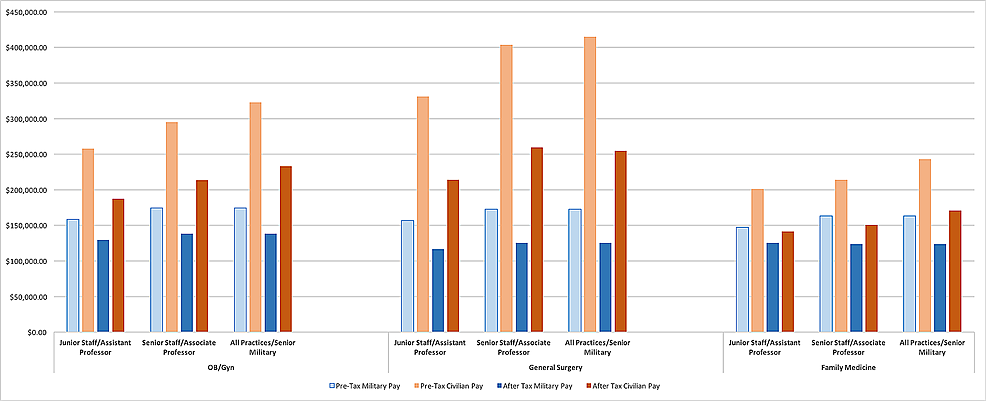 $450,000.00
$400,000.00
$350,000.00
$300,000.00
$250,000.00
$200,000.00
$150,000.00
$100,000.00
$50,000.00
$0.00
Junior Staff/Assistant
Professor
Senior Staff/Associate
Professor
All Practices/Senior
Military
Junior Staff/Assistant
Professor
Senior Staff/Associate
Professor
All Practices/Senior
Military
Junior Staff/Assistant
Professor
Senior Staff/Associate
Professor
All Practices/Senior
Military
OB/Gyn
General Surgery
Family Medicine
Pre-Tax Military Pay
Pre-Tax Civilian Pay
After Tax Military Pay
After Tax Civilian Pay